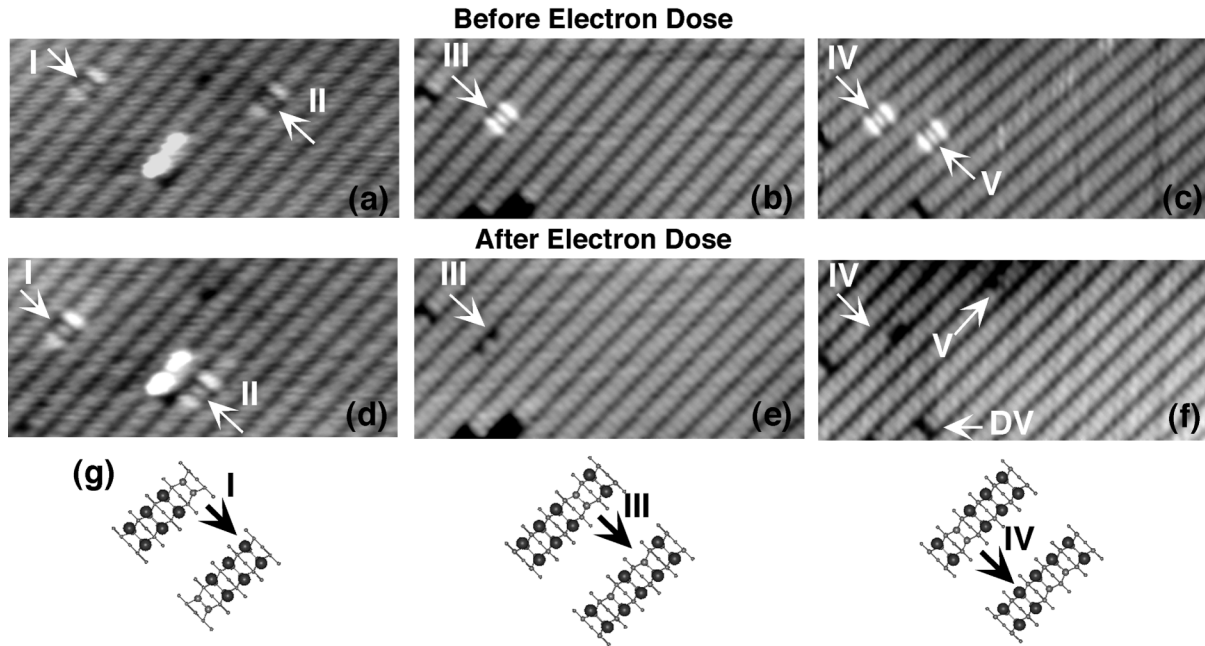 Before Electron Dose
I
II
(a)
III
(b)
IV
V
(c)
After Electron Dose
I
II
(d)
III
(e)
IV
V
DV
(f)
(g)
I
III
IV